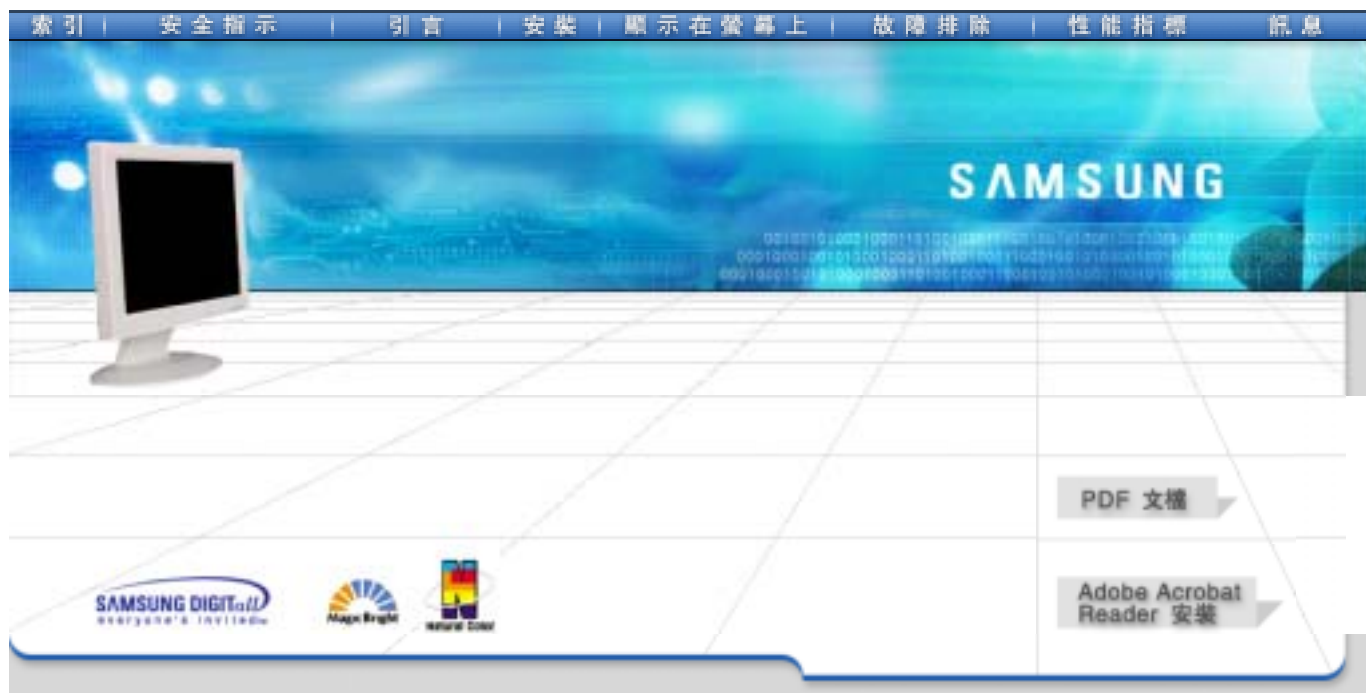 索引 | 安全指示 | 引言 | 安裝 | 顯示在螢幕上 | 故障排除 | 性能指標 訊息
SAMSUNG
PDF 文檔
SAMSUNG DIGITall
everyone's invited™
MagicBright
Natural Color
Adobe Acrobat
Reader 安裝